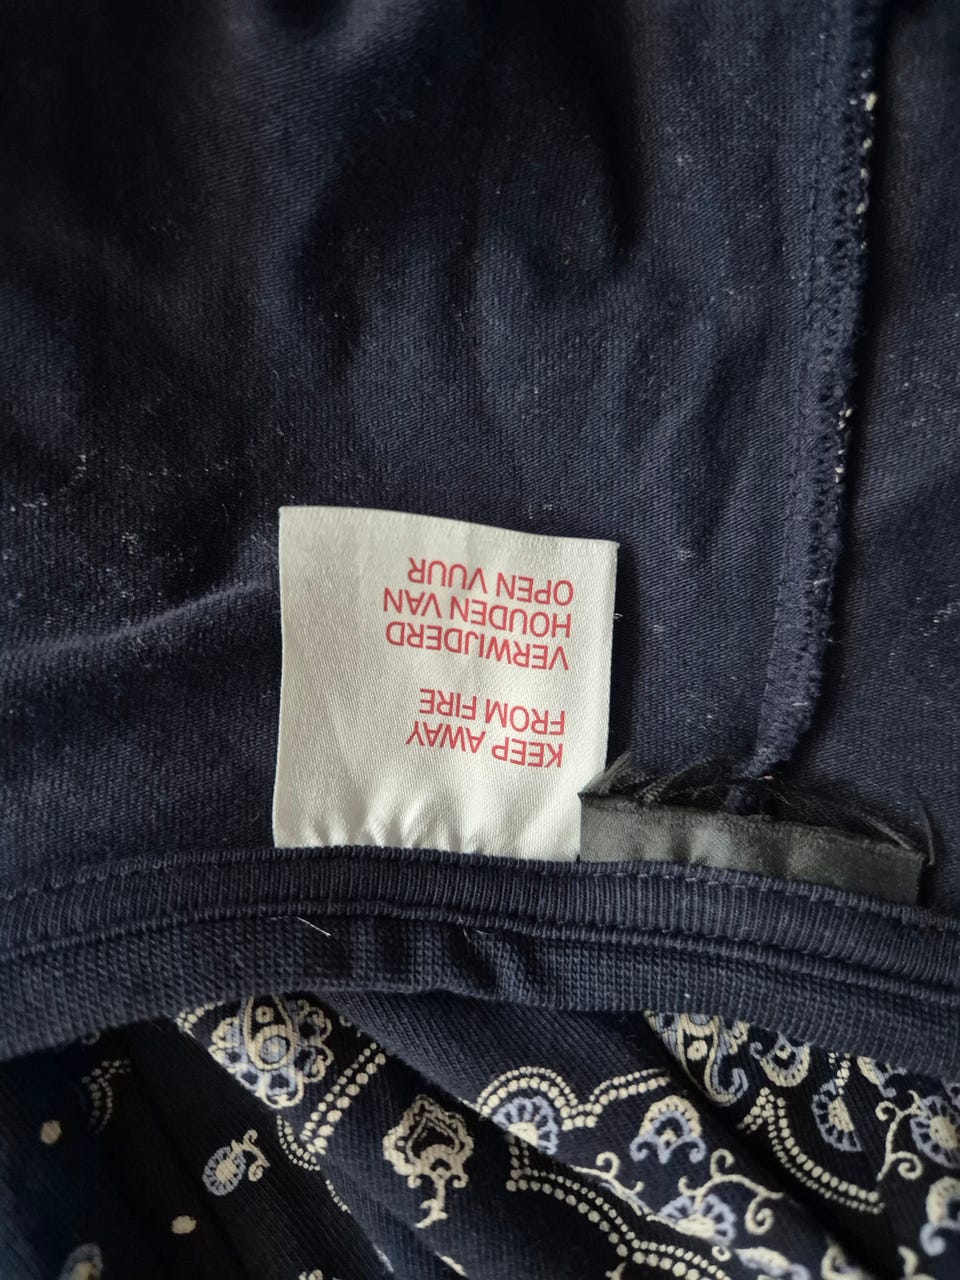 KEEP AWAY
FROM FIRE
VERWIJDERD
HOUDEN VAN
OPEN VUUR